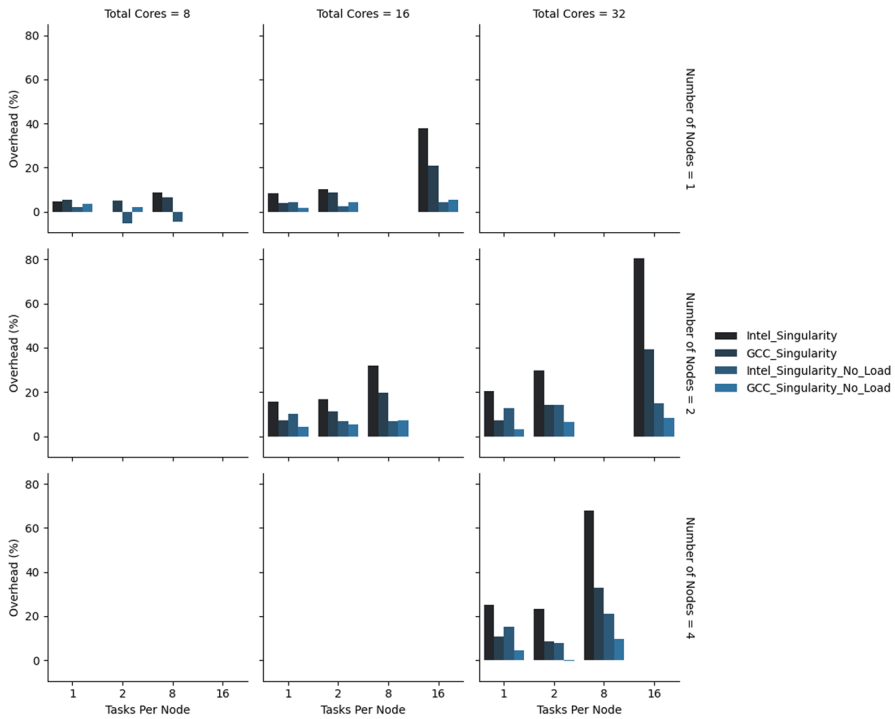 Total Cores = 8
Total Cores = 16
Total Cores = 32
80
60
40
20
0
Overhead (%)
Number of Nodes = 1
80
60
40
20
0
Overhead (%)
Number of Nodes = 2
Intel_Singularity
GCC_Singularity
Intel_Singularity_No_Load
GCC_Singularity_No_Load
80
60
40
20
0
Overhead (%)
Number of Nodes = 4
1 2 8 16
1 2 8 16
1 2 8 16
Tasks Per Node
Tasks Per Node
Tasks Per Node